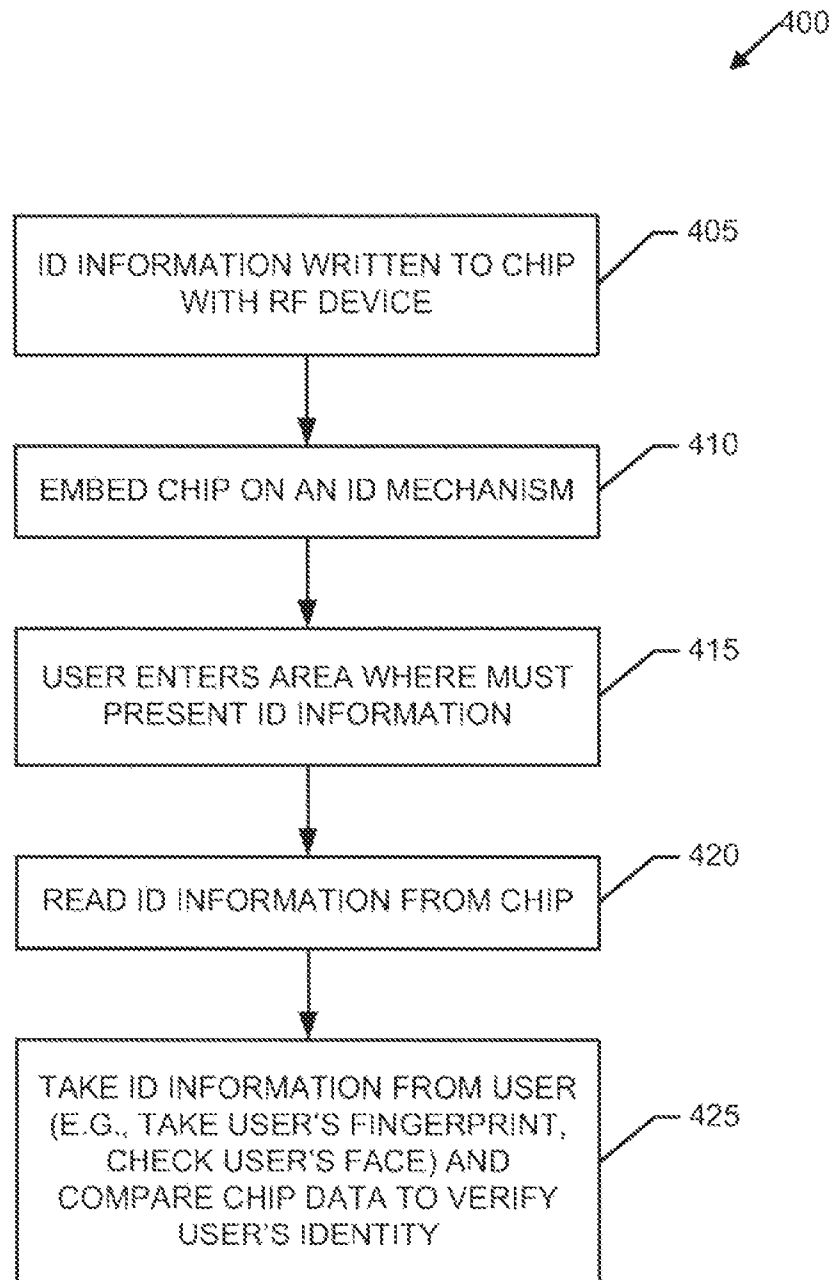 400
ID INFORMATION WRITTEN TO CHIP
WITH RF DEVICE
405
EMBED CHIP ON AN ID MECHANISM
410
USER ENTERS AREA WHERE MUST
PRESENT ID INFORMATION
415
READ ID INFORMATION FROM CHIP
420
TAKE ID INFORMATION FROM USER
(E.G., TAKE USER'S FINGERPRINT,
CHECK USER'S FACE) AND
COMPARE CHIP DATA TO VERIFY
USER'S IDENTITY
425